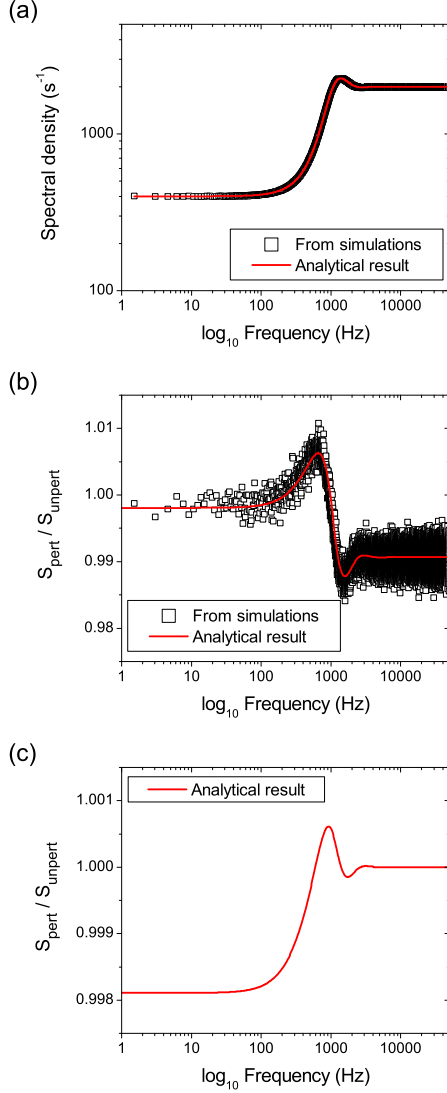 (a)
Spectral density (s⁻¹)
1000
100
From simulations
Analytical result
1 10 100 1000 10000
log₁₀ Frequency (Hz)
(b)
S_pert / S_unpert
1.01
1.00
0.99
0.98
From simulations
Analytical result
1 10 100 1000 10000
log₁₀ Frequency (Hz)
(c)
S_pert / S_unpert
1.001
1.000
0.999
0.998
Analytical result
1 10 100 1000 10000
log₁₀ Frequency (Hz)